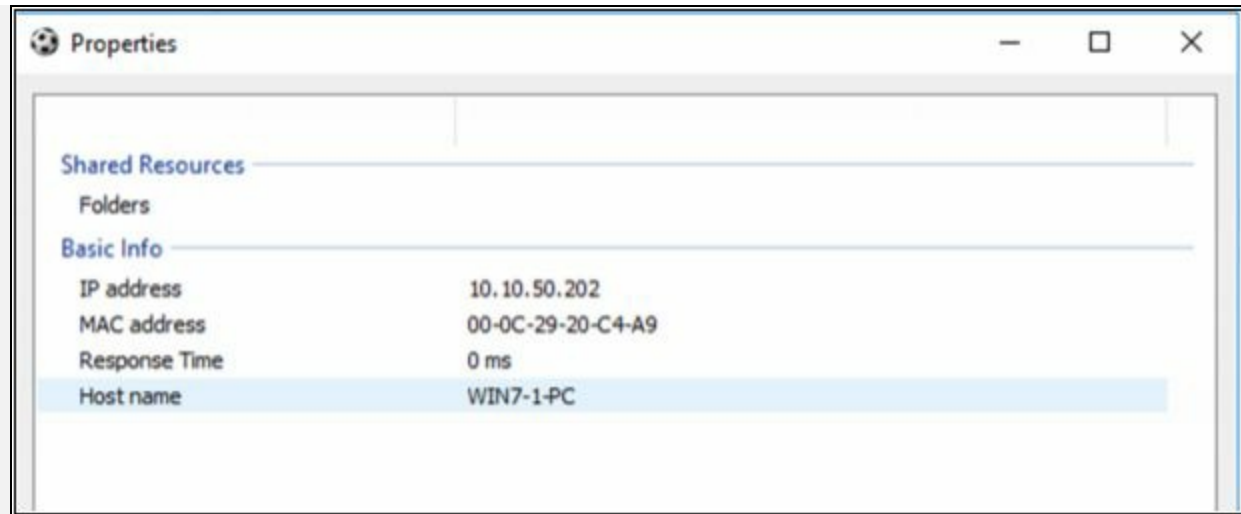 Properties
Shared Resources
Folders
Basic Info
IP address 10.10.50.202
MAC address 00-0C-29-20-C4-A9
Response Time 0 ms
Host name WIN7-1-PC